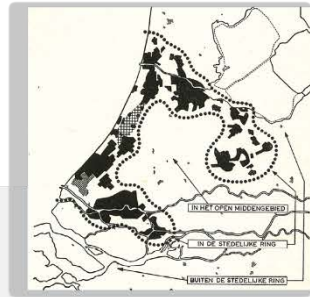 IN HET OPEN MIDDENGEBIED
IN DE STEDELIJKE RING
BUITEN DE STEDELIJKE RING